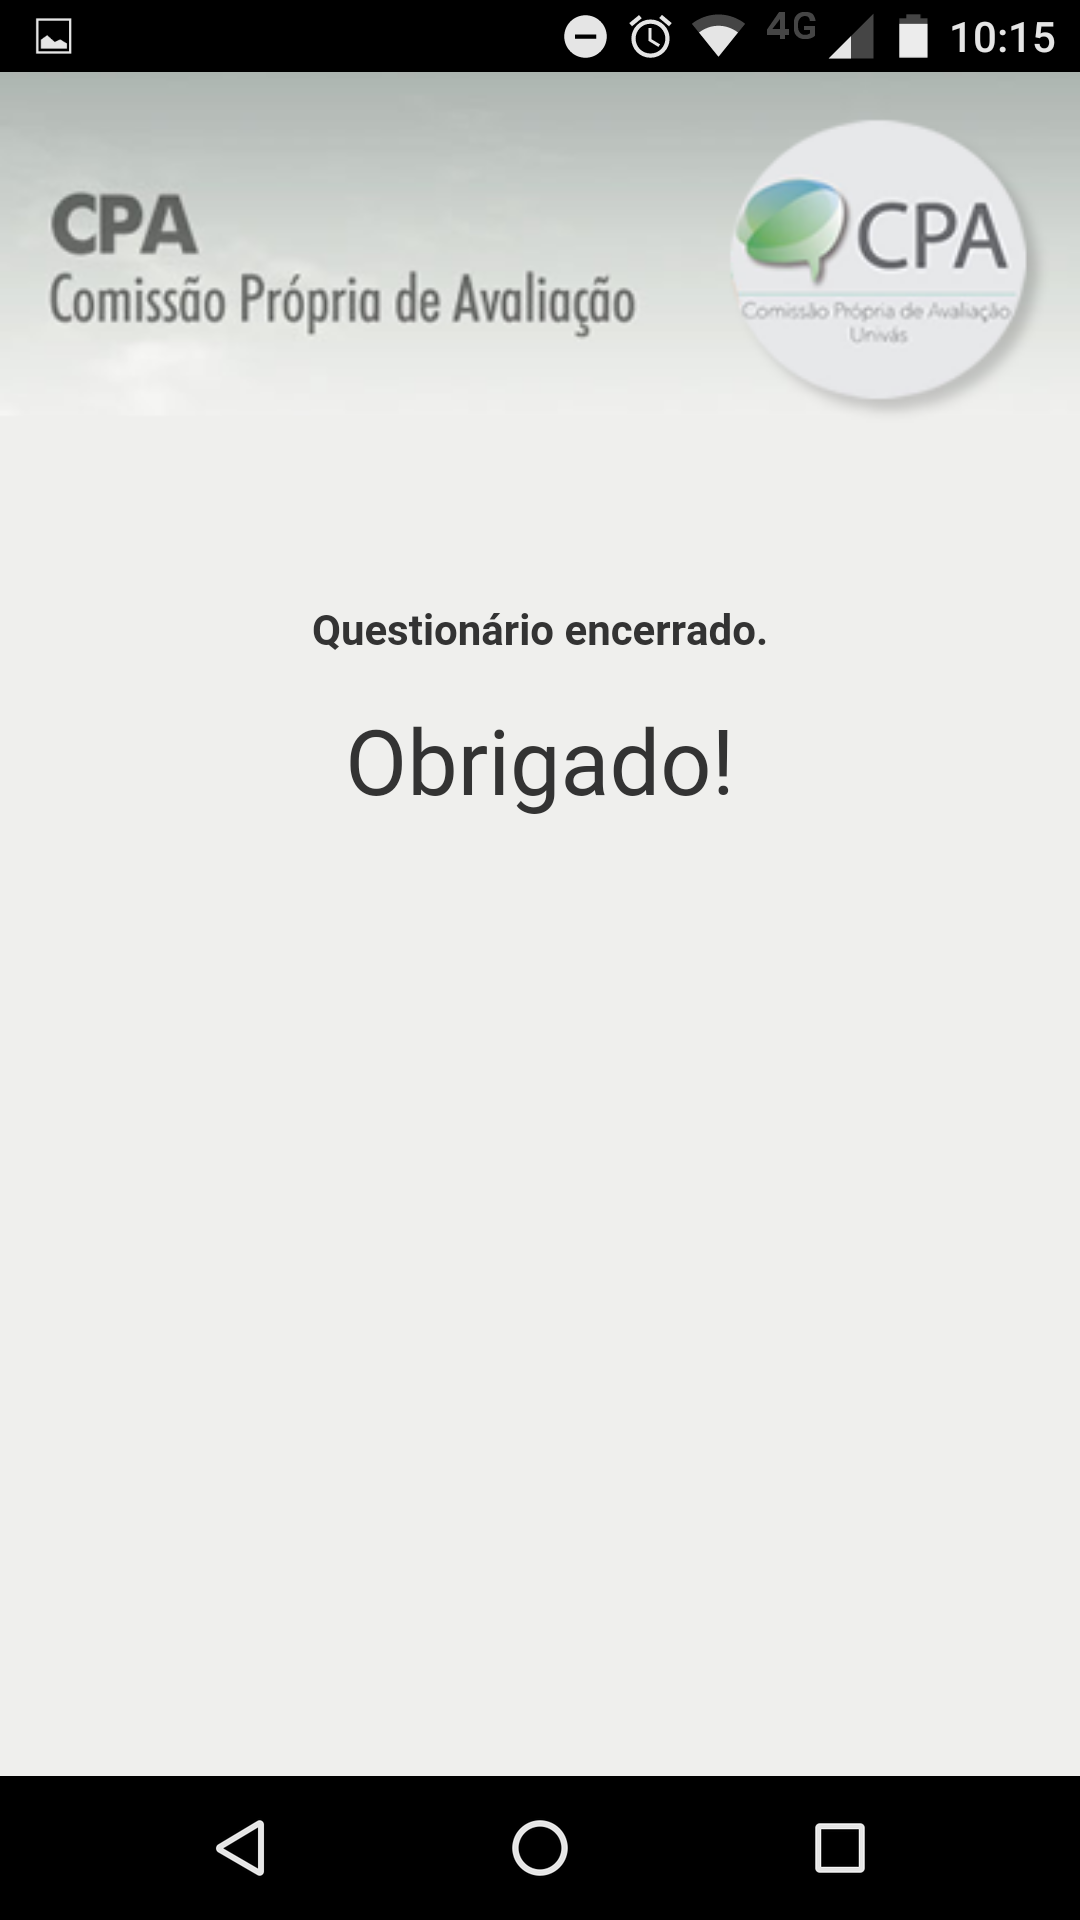 4G 10:15
CPA
Comissão Própria de Avaliação
CPA
Comissão Própria de Avaliação
Univás
Questionário encerrado.
Obrigado!